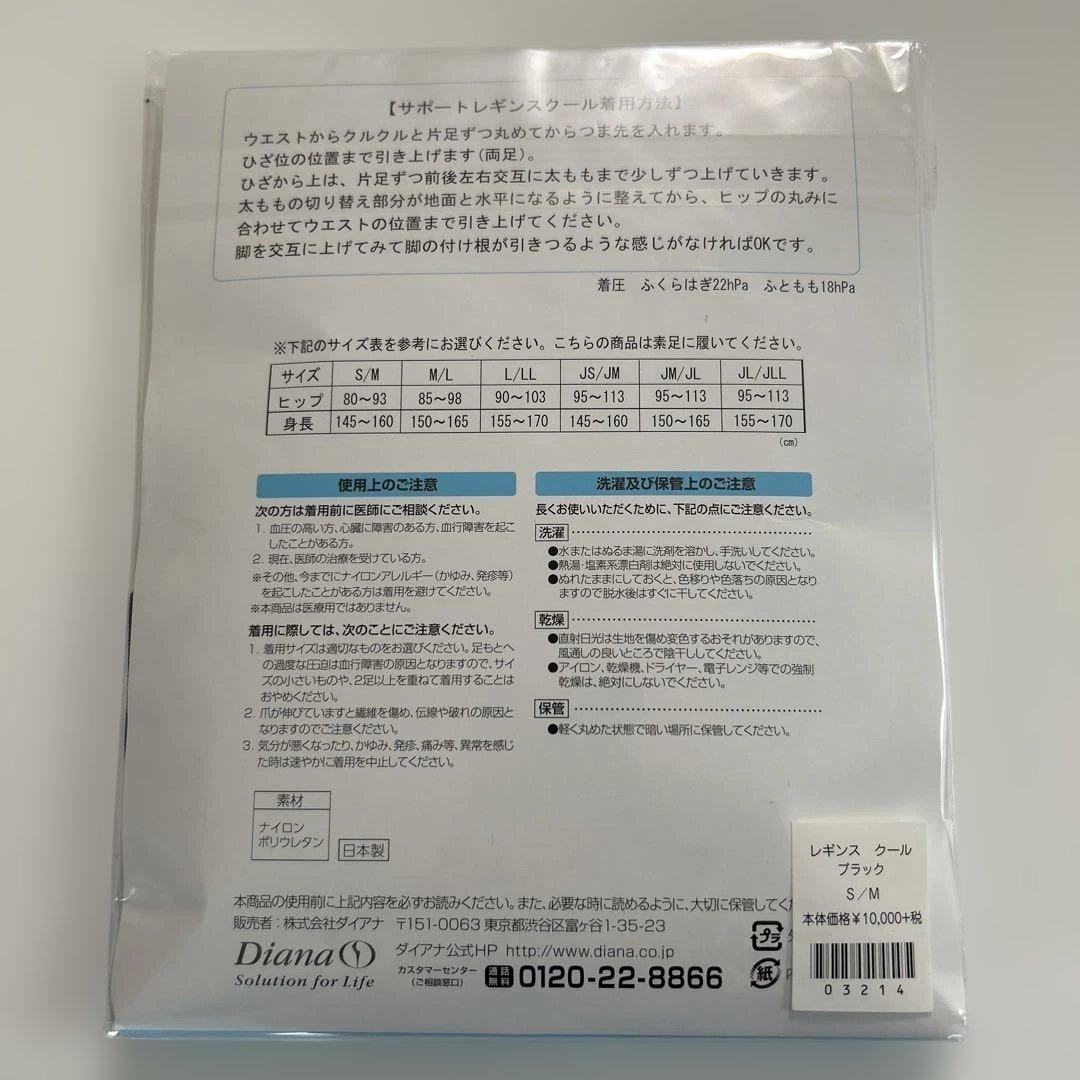 【サポートレギンスクール着用方法】
ウエストからクルクルと片足ずつ丸めてからつま先を入れます。
ひざ位の位置まで引き上げます(両足)。
ひざから上は、片足ずつ前後左右交互に太ももまで少しずつ上げていきます。
太ももの切り替え部分が地面と水平になるように整えてから、ヒップの丸みに
合わせてウエストの位置まで引き上げてください。
脚を交互に上げてみて脚の付け根が引きつるような感じがなければOKです。
着圧 ふくらはぎ22hPa ふともも18hPa
※下記のサイズ表を参考にお選びください。こちらの商品は素足に履いてください。
サイズ S/M M/L L/LL JS/JM JM/JL JL/JLL
ヒップ 80〜93 85〜98 90〜103 95〜113 95〜113 95〜113
身長 145〜160 150〜165 155〜170 145〜160 150〜165 155〜170
(cm)
使用上のご注意
次の方は着用前に医師にご相談ください。
1. 血圧の高い方、心臓に障害のある方、血行障害を起こ
したことがある方。
2. 現在、医師の治療を受けている方。
※その他、今までにナイロンアレルギー(かゆみ、発疹等)
を起こしたことがある方は着用を避けてください。
※本商品は医療用ではありません。
着用に際しては、次のことにご注意ください。
1. 着用サイズは適切なものをお選びください。足もとへ
の過度な圧迫は血行障害の原因となりますので、サイ
ズの小さいものや、2足以上を重ねて着用することは
おやめください。
2. 爪が伸びていますと繊維を傷め、伝線や破れの原因と
なりますのでご注意ください。
3. 気分が悪くなったり、かゆみ、発疹、痛み等、異常を感じ
た時は速やかに着用を中止してください。
洗濯及び保管上のご注意
長くお使いいただくために、下記の点にご注意ください。
洗濯
●水またはぬるま湯に洗剤を溶かし、手洗いしてください。
●熱湯・塩素系漂白剤は絶対に使用しないでください。
●ぬれたままにしておくと、色移りや色落ちの原因となり
ますので脱水後はすぐに干してください。
乾燥
●直射日光は生地を傷め変色するおそれがありますので、
風通しの良いところで陰干ししてください。
●アイロン、乾燥機、ドライヤー、電子レンジ等での強制
乾燥は、絶対にしないでください。
保管
●軽く丸めた状態で暗い場所に保管してください。
素材
ナイロン
ポリウレタン
日本製
本商品の使用前に上記内容を必ずお読みください。また、必要な時に読めるように、大切に保管してく
販売者:株式会社ダイアナ 〒151-0063 東京都渋谷区富ヶ谷1-35-23
Diana
Solution for Life
ダイアナ公式HP http://www.diana.co.jp
カスタマーセンター
(ご相談窓口)
通話
無料
0120-22-8866
プラ
紙
レギンス クール
ブラック
S/M
本体価格¥10,000+税
03214